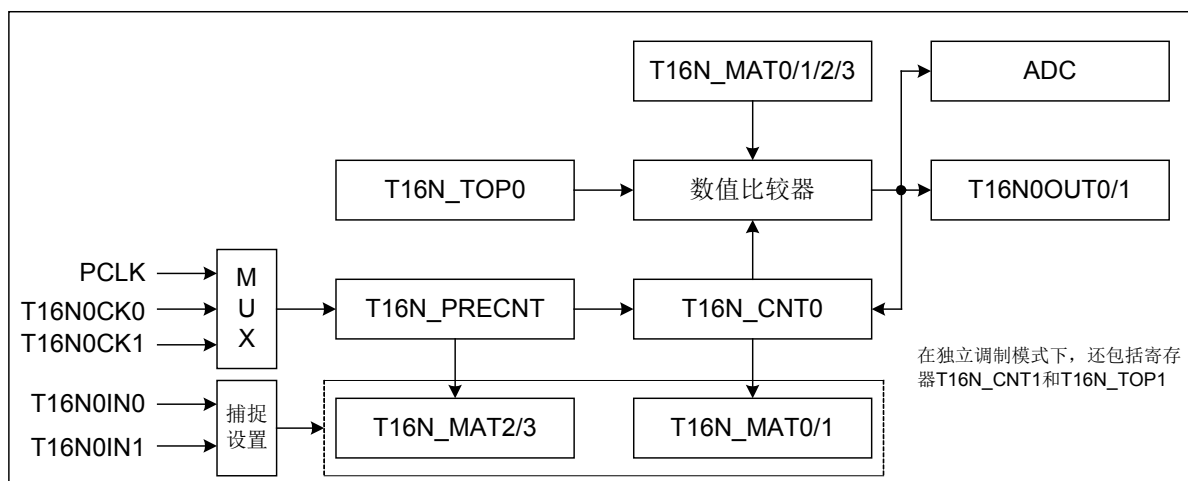 T16N_MAT0/1/2/3
ADC
T16N_TOP0
数值比较器
T16N0OUT0/1
PCLK
T16N0CK0
T16N0CK1
M
U
X
T16N_PRECNT
T16N_CNT0
在独立调制模式下，还包括寄存
器T16N_CNT1和T16N_TOP1
T16N0IN0
T16N0IN1
捕捉
设置
T16N_MAT2/3
T16N_MAT0/1